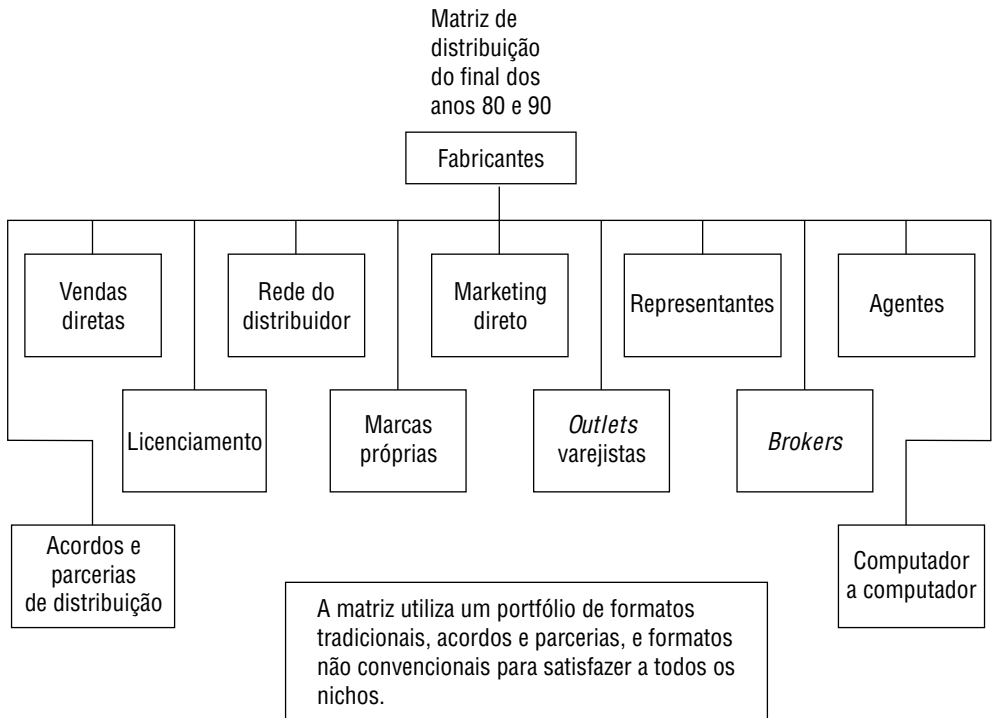 Matriz de
distribuição
do final dos
anos 80 e 90
Fabricantes
Vendas
diretas
Rede do
distribuidor
Marketing
direto
Representantes
Agentes
Licenciamento
Marcas
próprias
Outlets
varejistas
Brokers
Acordos e
parcerias
de distribuição
Computador
a computador
A matriz utiliza um portfólio de formatos
tradicionais, acordos e parcerias, e formatos
não convencionais para satisfazer a todos os
nichos.